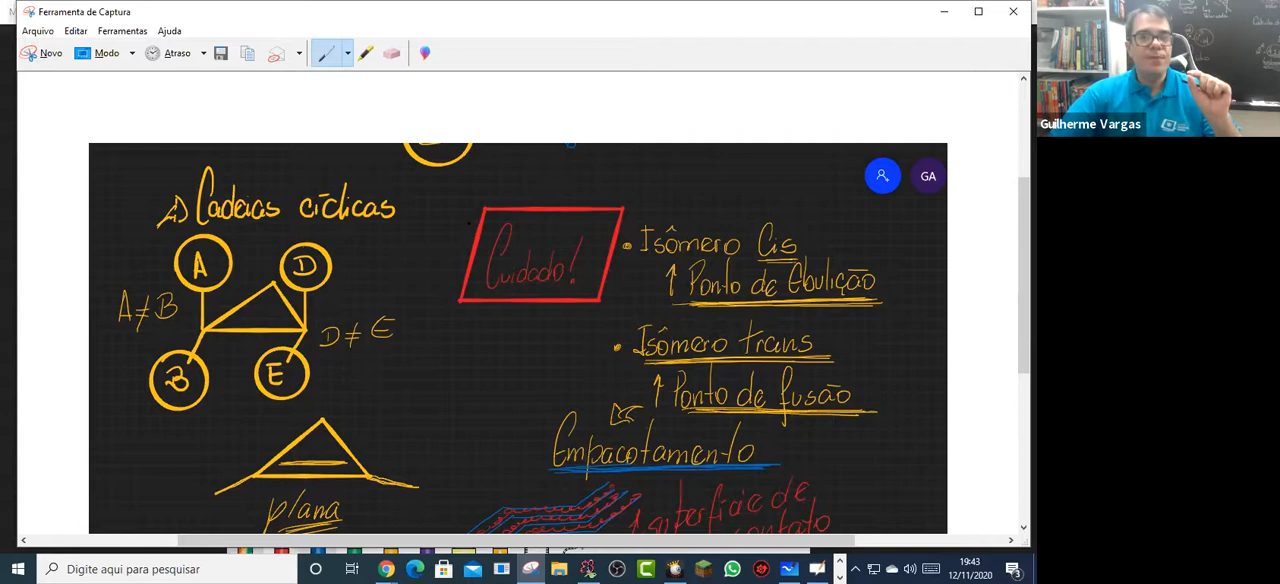 Ferramenta de Captura
Arquivo Editar Ferramentas Ajuda
Novo Modo Atraso
Guilherme Vargas
GA
Cadeias cíclicas
A D
A ≠ B
D ≠ E
B E
plana
Cuidado!
• Isômero Cis
↑ Ponto de Ebulição
• Isômero trans
↑ Ponto de fusão
Empacotamento
↑ superfície de
contato
Digite aqui para pesquisar
19:43
12/11/2020
3